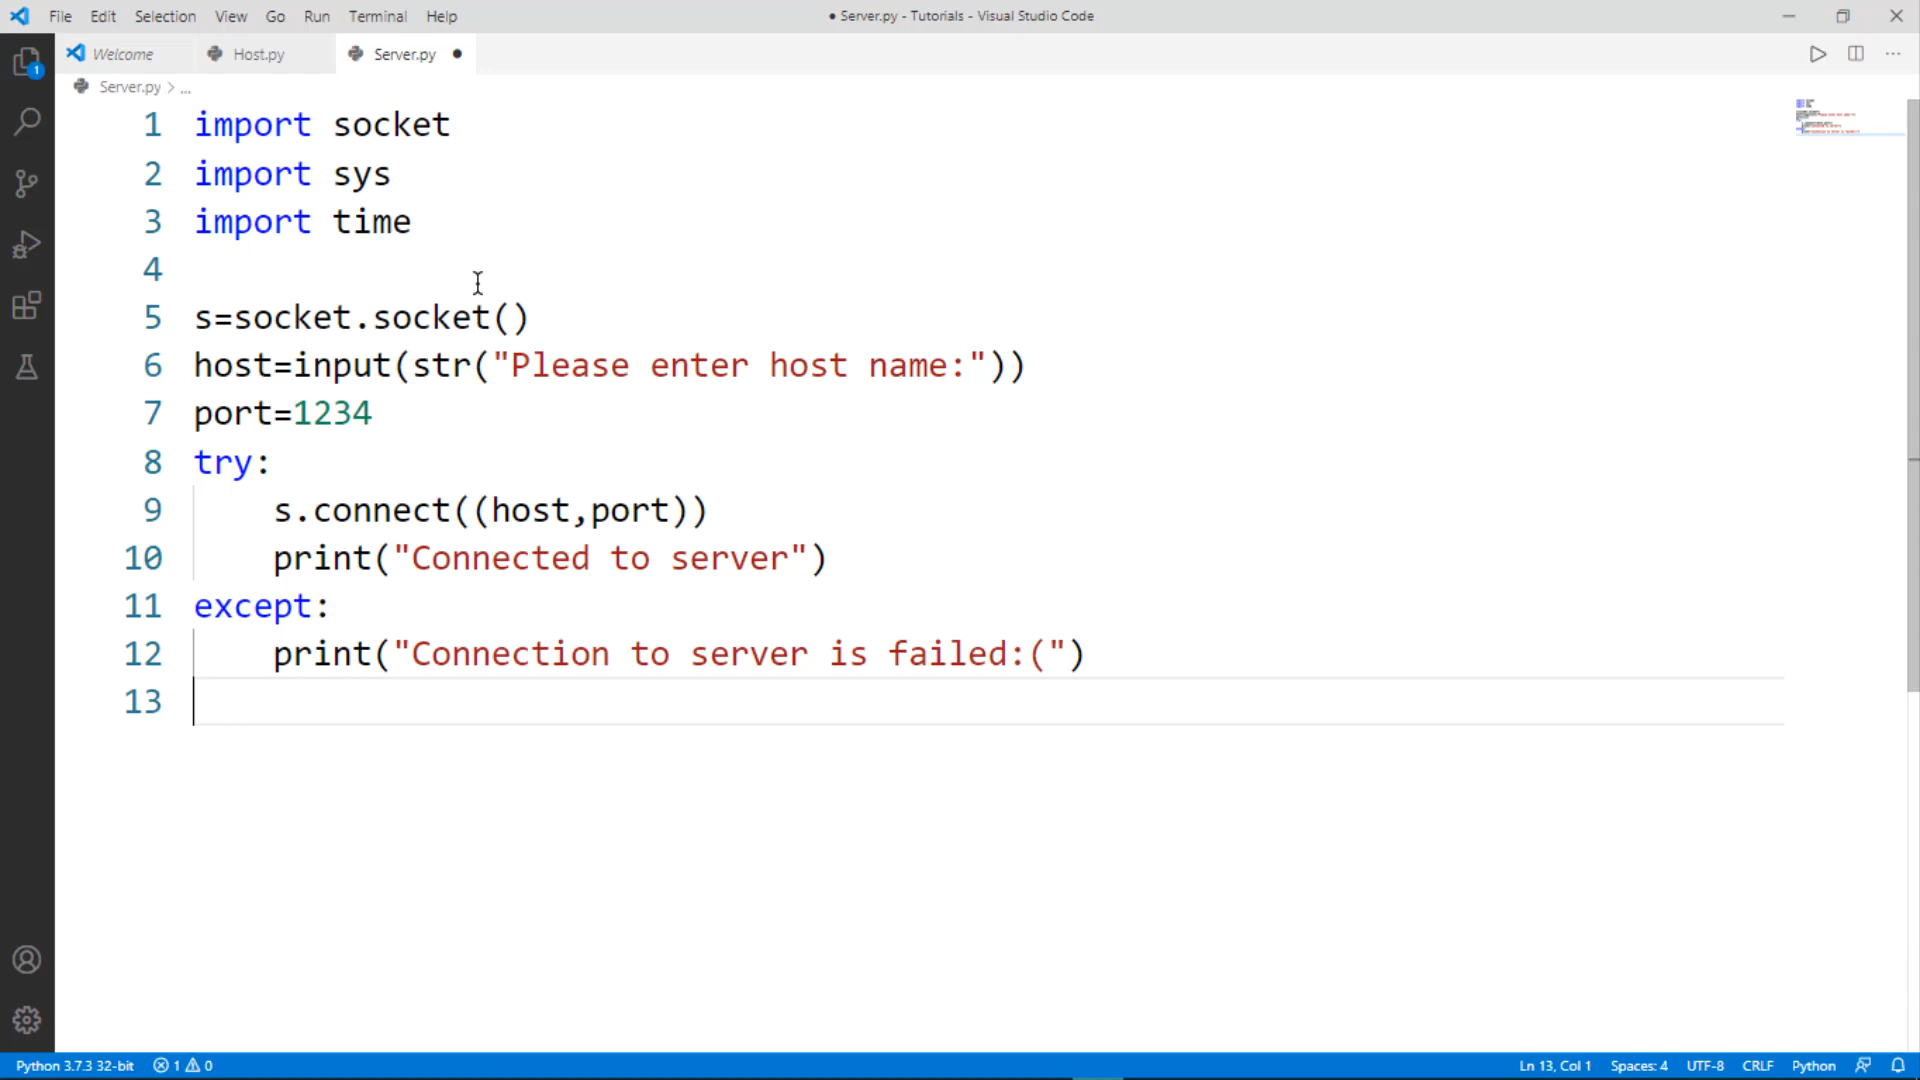 File Edit Selection View Go Run Terminal Help
● Server.py - Tutorials - Visual Studio Code
Welcome Host.py Server.py ●
1
Server.py > ...
1 import socket
2 import sys
3 import time
4
5 s=socket.socket()
6 host=input(str("Please enter host name:"))
7 port=1234
8 try:
9 s.connect((host,port))
10 print("Connected to server")
11 except:
12 print("Connection to server is failed:(")
13
Python 3.7.3 32-bit 1 0 Ln 13, Col 1 Spaces: 4 UTF-8 CRLF Python